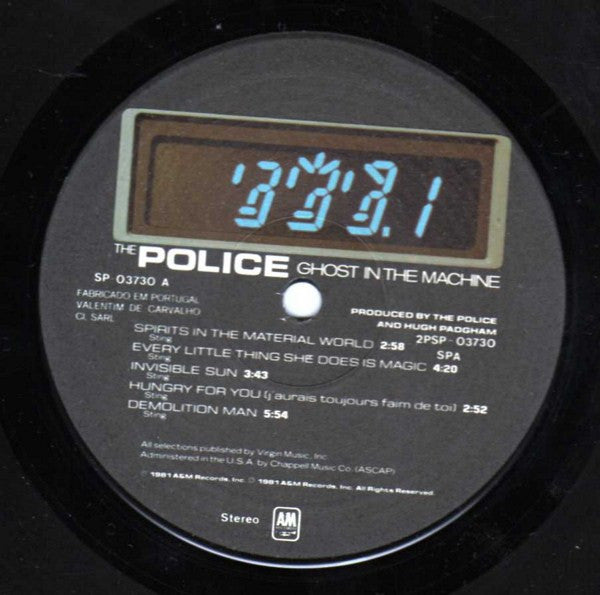 THE POLICE GHOST IN THE MACHINE
SP 03730 A
FABRICADO EM PORTUGAL
VALENTIM DE CARVALHO
CI, SARL
PRODUCED BY THE POLICE
AND HUGH PADGHAM
2PSP - 03730
SPA
SPIRITS IN THE MATERIAL WORLD 2:58
Sting
EVERY LITTLE THING SHE DOES IS MAGIC 4:20
Sting
INVISIBLE SUN 3:43
Sting
HUNGRY FOR YOU (j'aurais toujours faim de toi) 2:52
Sting
DEMOLITION MAN 5:54
Sting
All selections published by Virgin Music, Inc.
Administered in the U.S.A. by Chappell Music Co. (ASCAP)
© 1981 A&M Records, Inc. ℗ 1981 A&M Records, Inc. All Rights Reserved.
Stereo AM